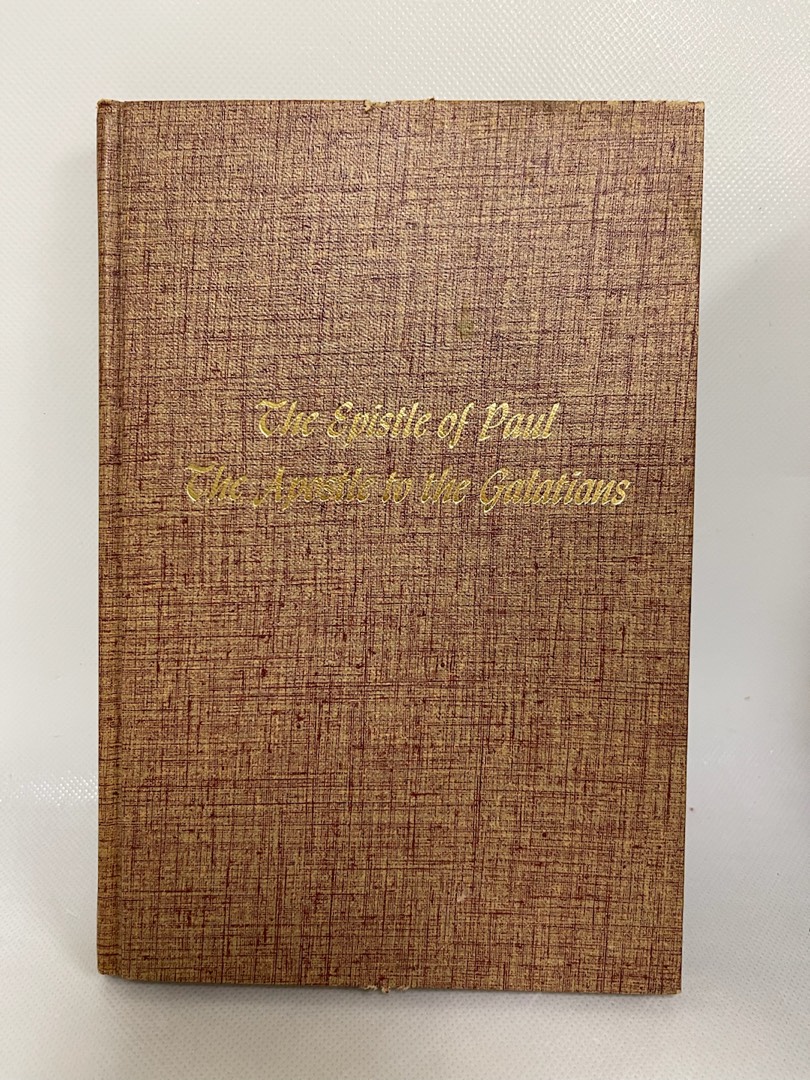 The Epistle of Paul
The Apostle to the Galatians